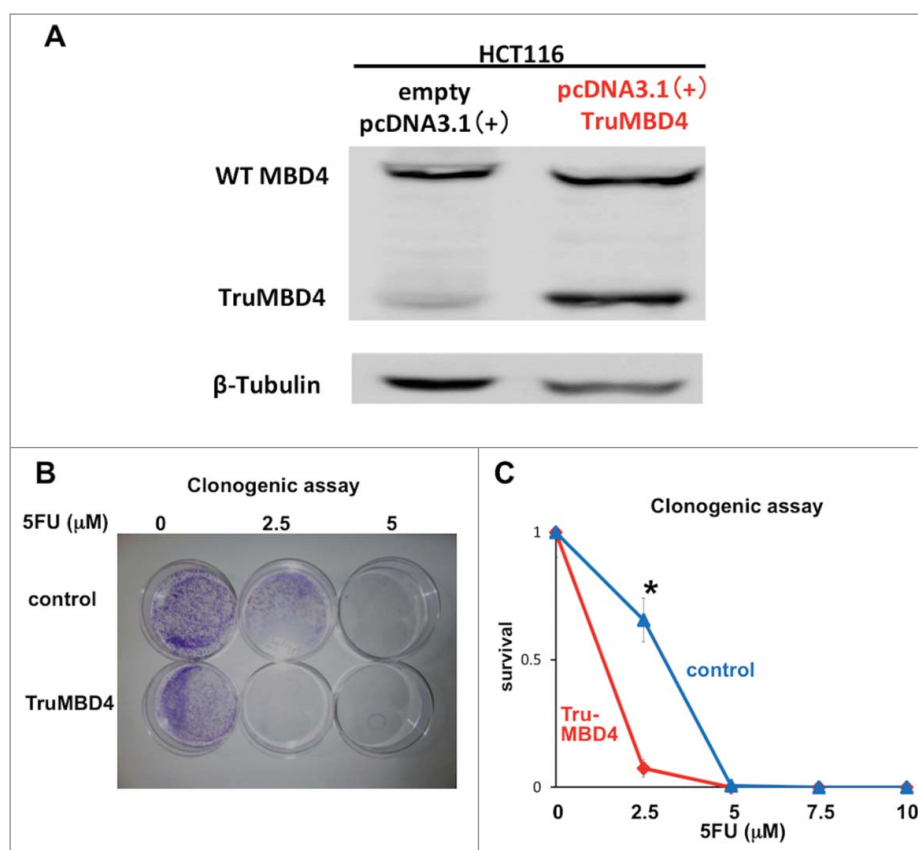 A
HCT116
empty
pcDNA3.1(+)
pcDNA3.1(+)
TruMBD4
WT MBD4
TruMBD4
β-Tubulin
B
Clonogenic assay
5FU (μM) 0 2.5 5
control
TruMBD4
C
Clonogenic assay
1
*
0.5
survival
control
Tru-
MBD4
0
0 2.5 5 7.5 10
5FU (μM)